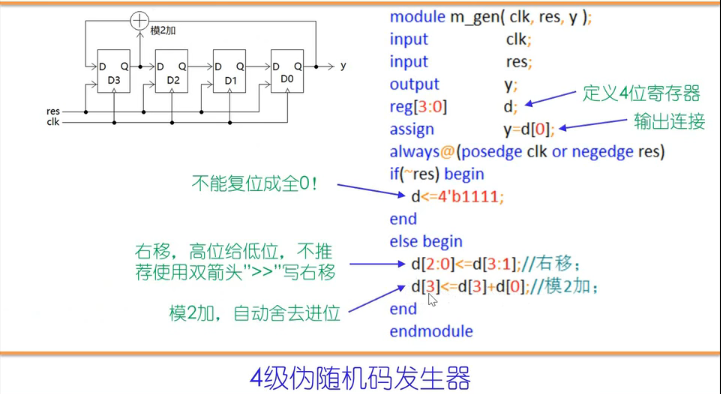 模2加
D Q D Q D Q D Q y
D3 D2 D1 D0
res
clk
module m_gen( clk, res, y );
input clk;
input res;
output y;
reg[3:0] d;
定义4位寄存器
assign y=d[0];
输出连接
always@(posedge clk or negedge res)
if(~res) begin
不能复位成全0！
d<=4'b1111;
end
else begin
右移，高位给低位，不推
荐使用双箭头">>"写右移
d[2:0]<=d[3:1];//右移；
d[3]<=d[3]+d[0];//模2加；
模2加，自动舍去进位
end
endmodule
4级伪随机码发生器